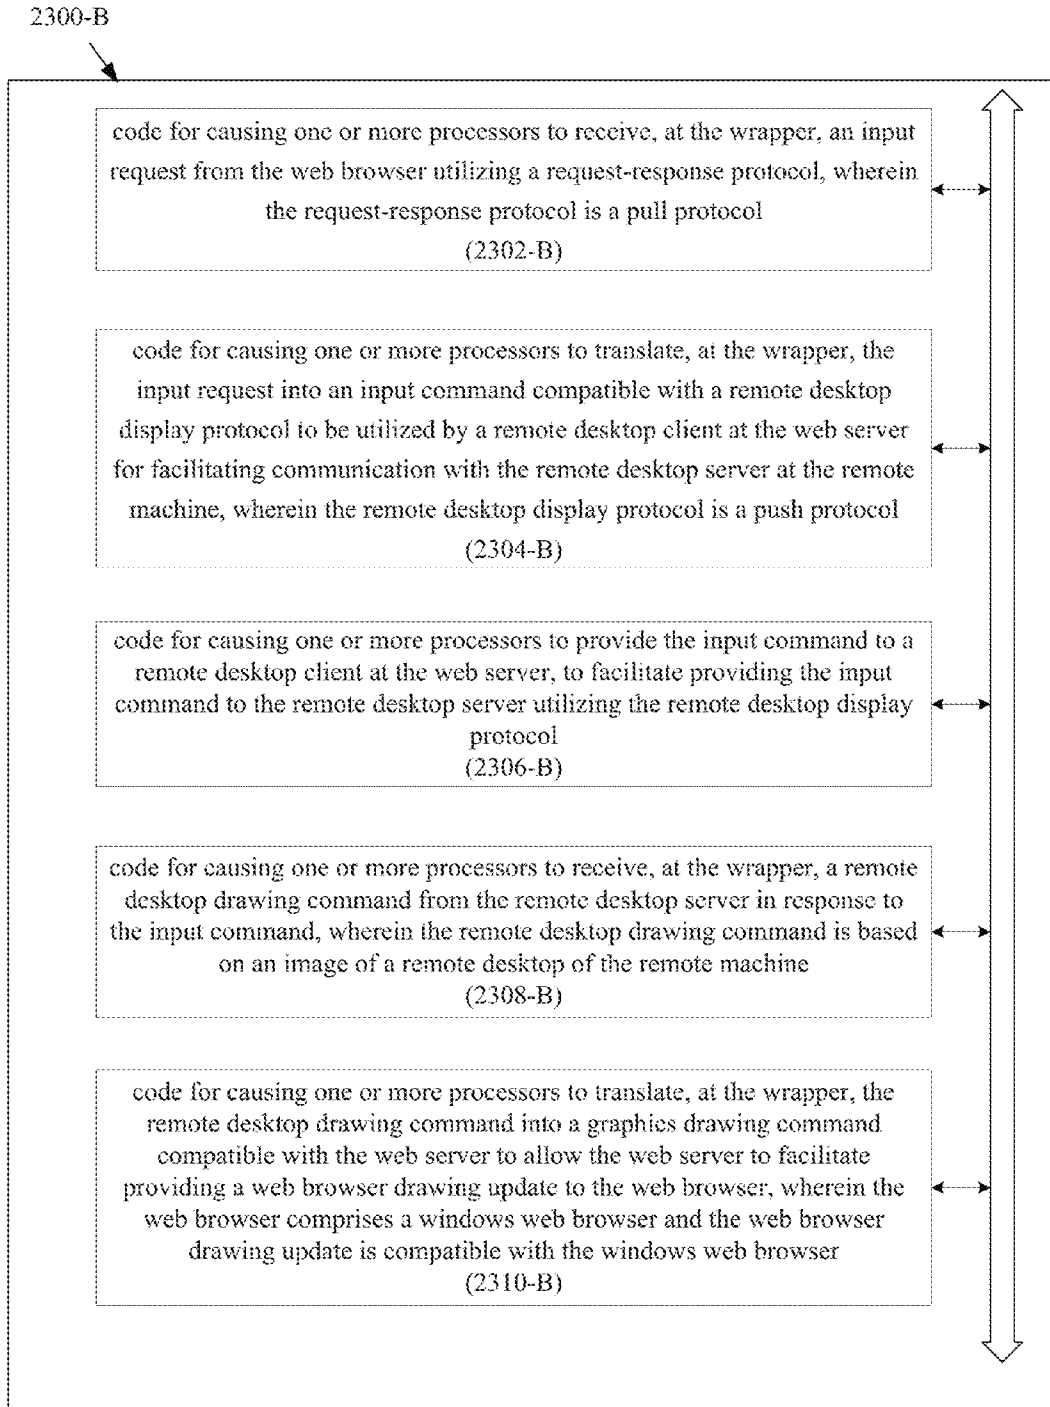 2300-B
code for causing one or more processors to receive, at the wrapper, an input
request from the web browser utilizing a request-response protocol, wherein
the request-response protocol is a pull protocol
(2302-B)
code for causing one or more processors to translate, at the wrapper, the
input request into an input command compatible with a remote desktop
display protocol to be utilized by a remote desktop client at the web server
for facilitating communication with the remote desktop server at the remote
machine, wherein the remote desktop display protocol is a push protocol
(2304-B)
code for causing one or more processors to provide the input command to a
remote desktop client at the web server, to facilitate providing the input
command to the remote desktop server utilizing the remote desktop display
protocol
(2306-B)
code for causing one or more processors to receive, at the wrapper, a remote
desktop drawing command from the remote desktop server in response to
the input command, wherein the remote desktop drawing command is based
on an image of a remote desktop of the remote machine
(2308-B)
code for causing one or more processors to translate, at the wrapper, the
remote desktop drawing command into a graphics drawing command
compatible with the web server to allow the web server to facilitate
providing a web browser drawing update to the web browser, wherein the
web browser comprises a windows web browser and the web browser
drawing update is compatible with the windows web browser
(2310-B)